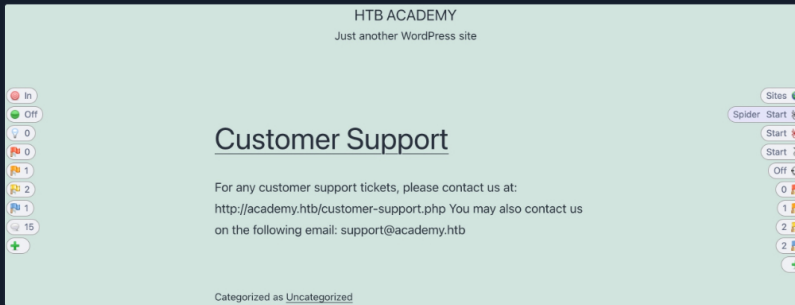 HTB ACADEMY
Just another WordPress site
In
Off
0
0
1
2
1
15
Sites
Spider Start
Start
Start
Off
0
1
2
2
Customer Support
For any customer support tickets, please contact us at:
http://academy.htb/customer-support.php You may also contact us
on the following email: support@academy.htb
Categorized as Uncategorized